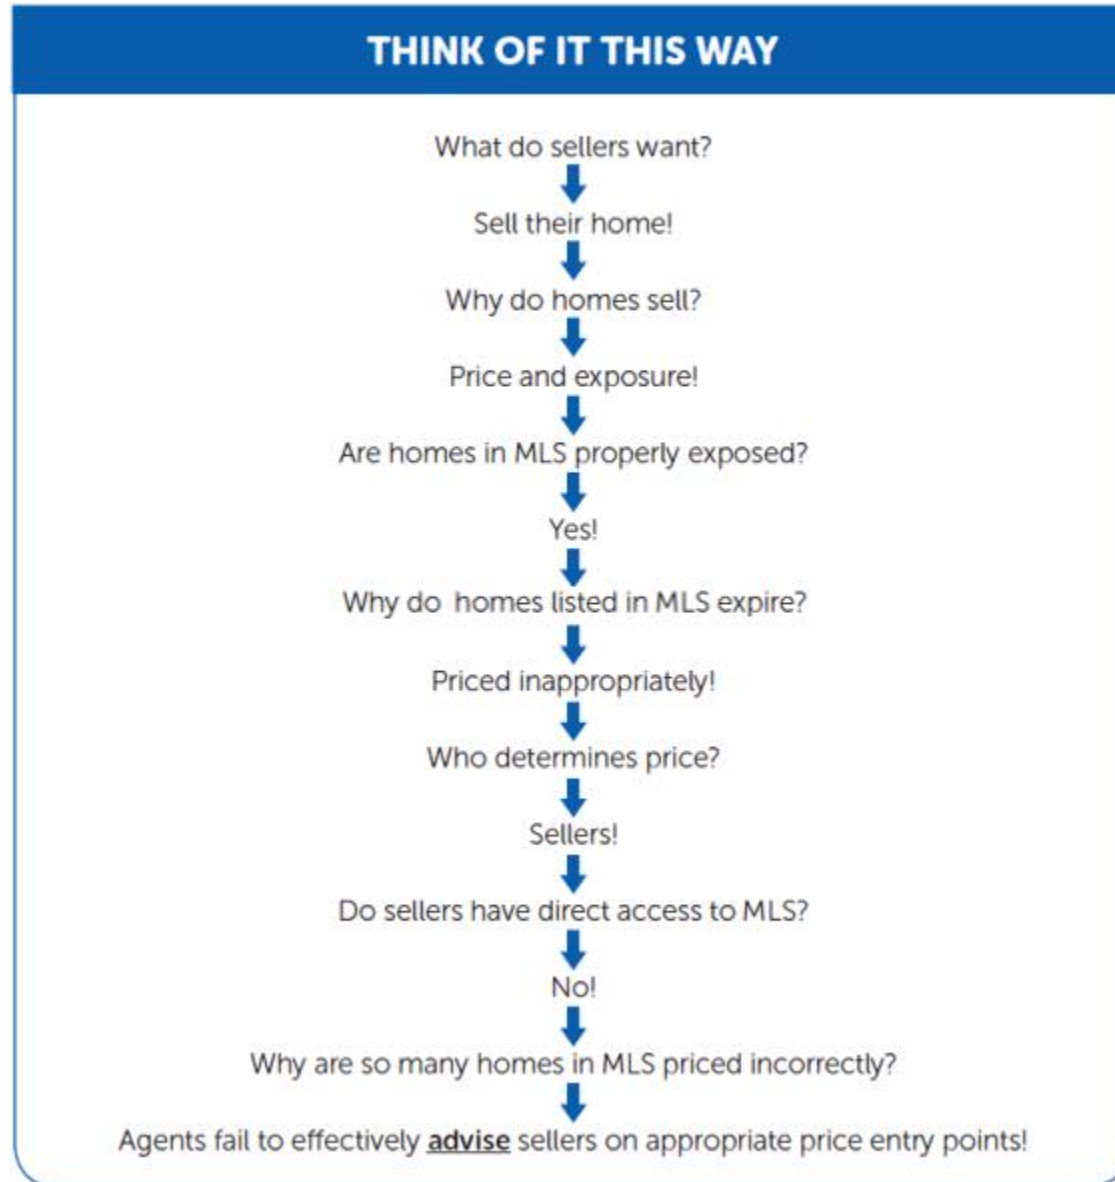 THINK OF IT THIS WAY
What do sellers want?
Sell their home!
Why do homes sell?
Price and exposure!
Are homes in MLS properly exposed?
Yes!
Why do homes listed in MLS expire?
Priced inappropriately!
Who determines price?
Sellers!
Do sellers have direct access to MLS?
No!
Why are so many homes in MLS priced incorrectly?
Agents fail to effectively advise sellers on appropriate price entry points!